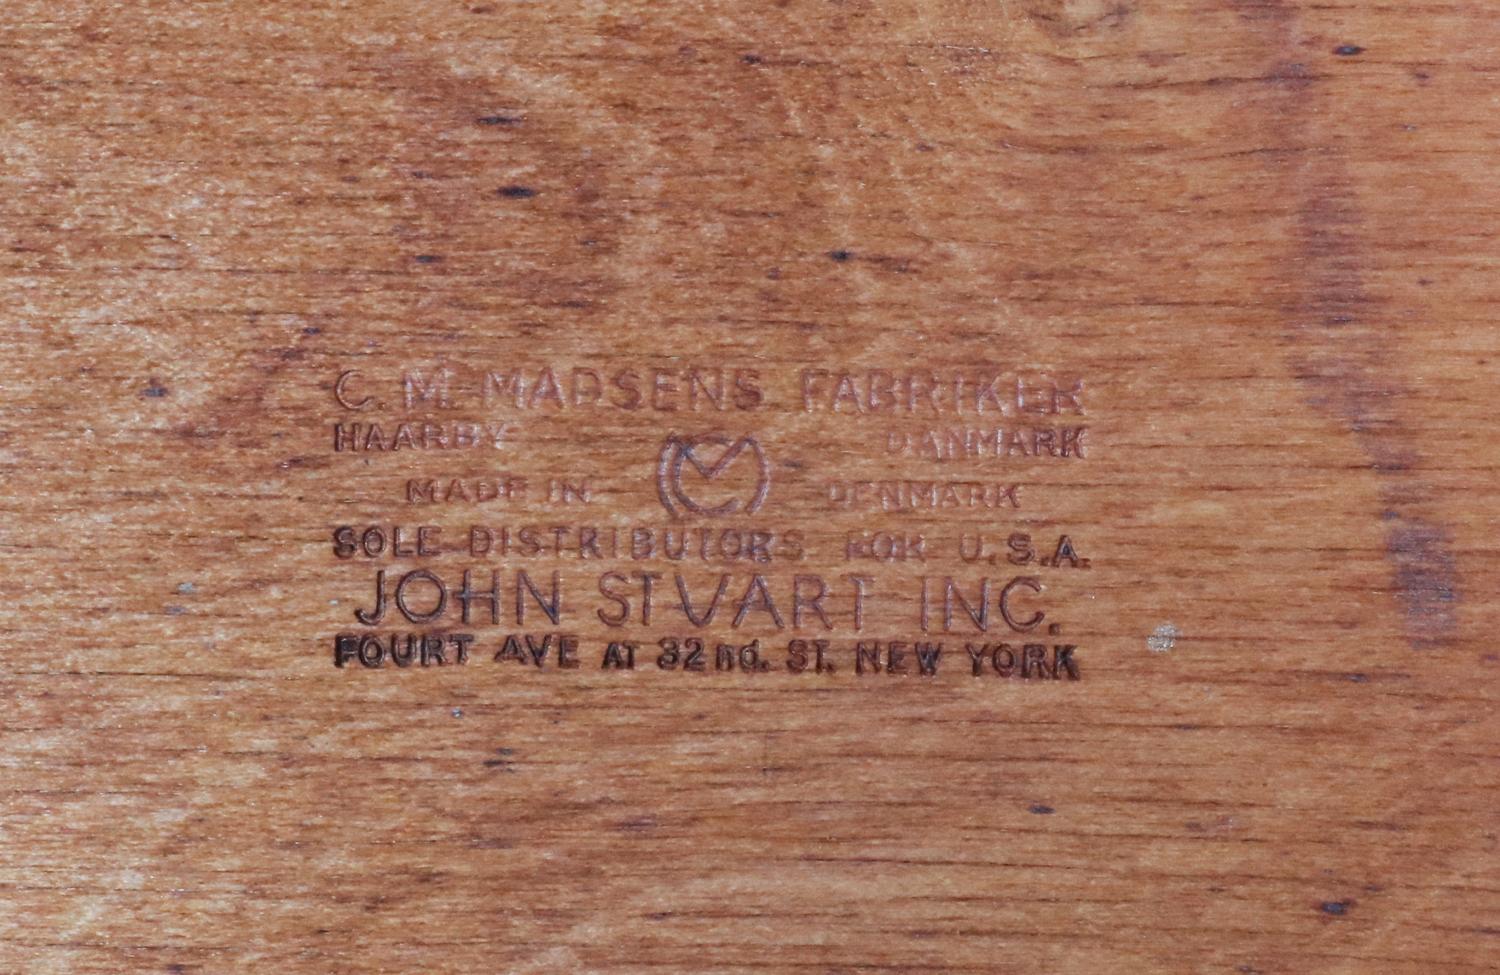 C. M. MADSENS FABRIKER
HAARBY DANMARK
CM
MADE IN DENMARK
SOLE DISTRIBUTORS FOR U.S.A.
JOHN STVART INC.
FOURT AVE AT 32nd. ST. NEW YORK